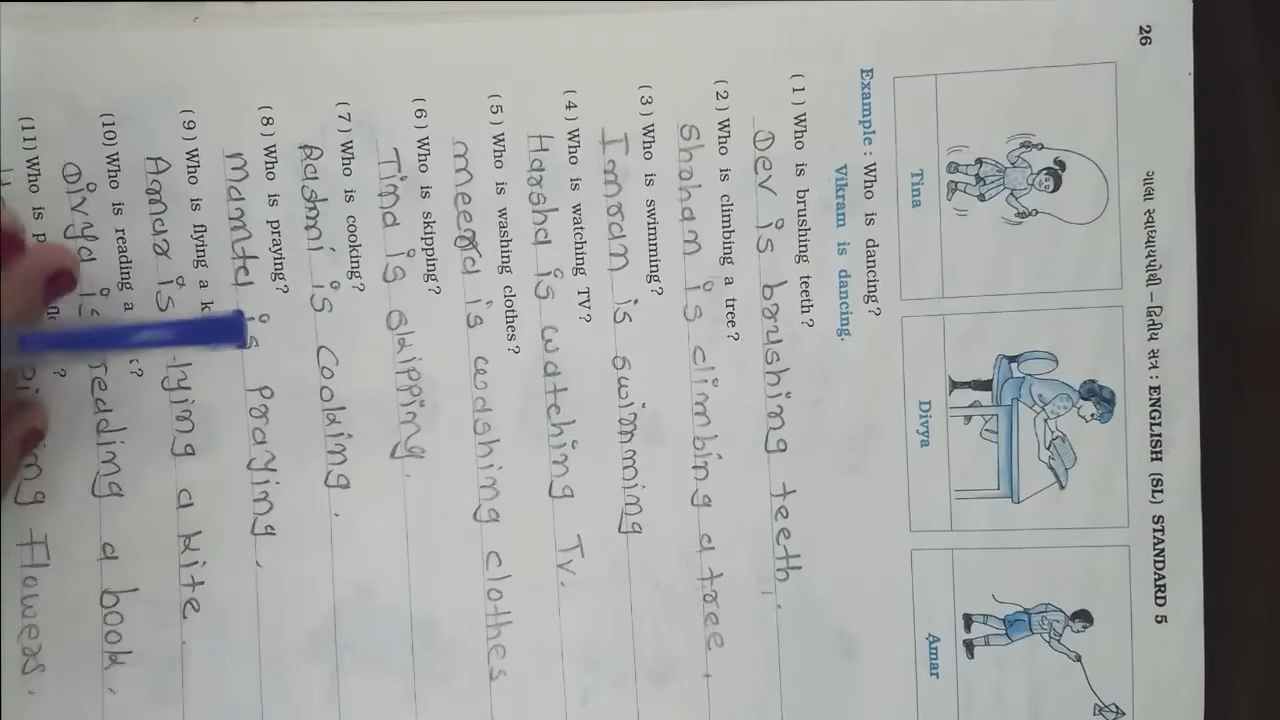 26 ગાલા સ્વાધ્યાયપોથી – દ્વિતીય સત્ર : ENGLISH (SL) STANDARD 5
Tina Divya Amar
Example : Who is dancing?
Vikram is dancing.
(1) Who is brushing teeth?
Dev is brushing teeth.
(2) Who is climbing a tree?
Shohan is climbing a tree.
(3) Who is swimming?
Imran is swimming
(4) Who is watching TV?
Harsha is watching Tv.
(5) Who is washing clothes?
meera is washing clothes
(6) Who is skipping?
Tina is skipping.
(7) Who is cooking?
Rashmi is cooking.
(8) Who is praying?
mamta is praying.
(9) Who is flying a k
Amar is lying a kite.
(10) Who is reading a k?
Divya is reading a book.
(11) Who is p ?
ing Flowers.